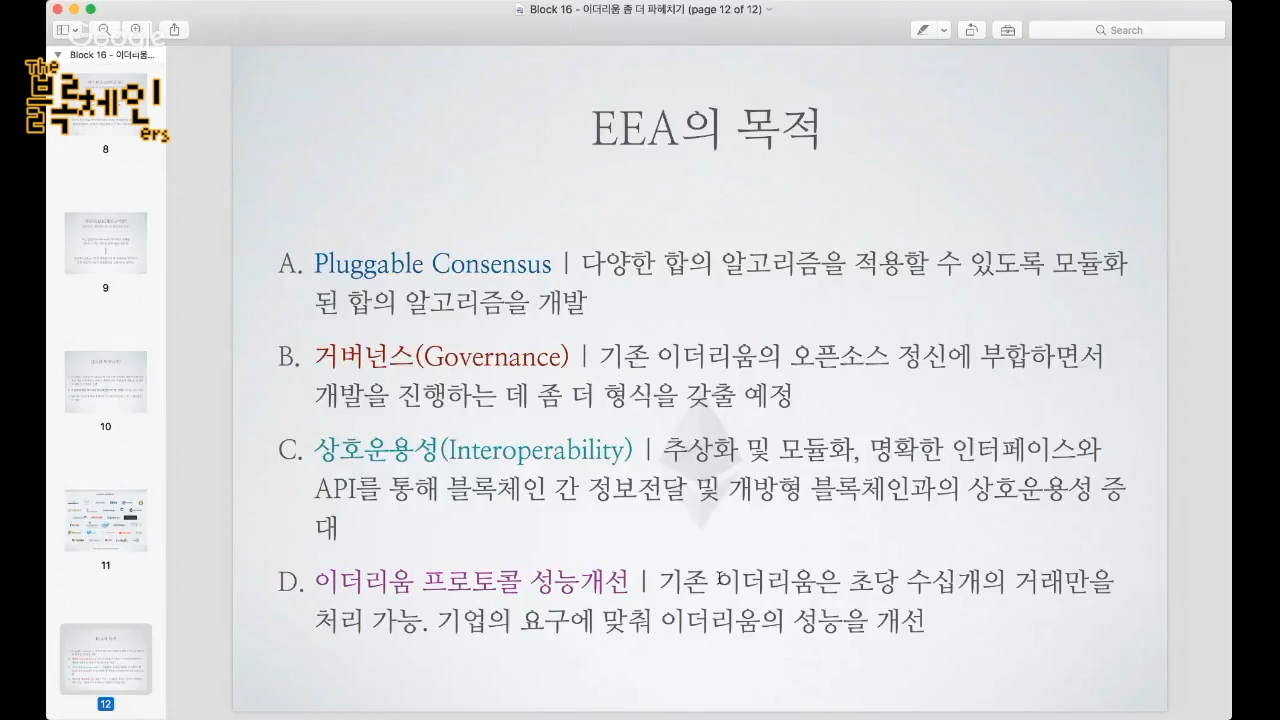 Block 16 - 이더리움 좀 더 파헤치기 (page 12 of 12)
Search
Google
Block 16 - 이더리움...
The
블록체인
ers
8
9
10
11
12
EEA의 목적
A. Pluggable Consensus | 다양한 합의 알고리즘을 적용할 수 있도록 모듈화
된 합의 알고리즘을 개발
B. 거버넌스(Governance) | 기존 이더리움의 오픈소스 정신에 부합하면서
개발을 진행하는 데 좀 더 형식을 갖출 예정
C. 상호운용성(Interoperability) | 추상화 및 모듈화, 명확한 인터페이스와
API를 통해 블록체인 간 정보전달 및 개방형 블록체인과의 상호운용성 증
대
D. 이더리움 프로토콜 성능개선 | 기존 이더리움은 초당 수십개의 거래만을
처리 가능. 기업의 요구에 맞춰 이더리움의 성능을 개선